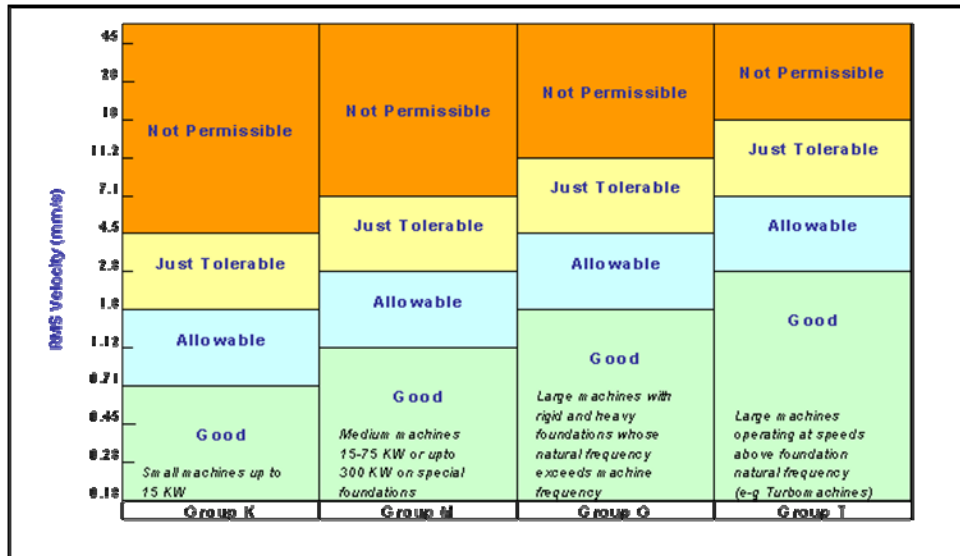 RMS Velocity (mm/s)
45
28
18
11.2
7.1
4.5
2.8
1.8
1.12
0.71
0.45
0.28
0.18
Not Permissible
Just Tolerable
Allowable
Good
Small machines up to
15 KW
Group K
Not Permissible
Just Tolerable
Allowable
Good
Medium machines
15-75 KW or upto
300 KW on special
foundations
Group M
Not Permissible
Just Tolerable
Allowable
Good
Large machines with
rigid and heavy
foundations whose
natural frequency
exceeds machine
frequency
Group G
Not Permissible
Just Tolerable
Allowable
Good
Large machines
operating at speeds
above foundation
natural frequency
(e-g Turbomachines)
Group T